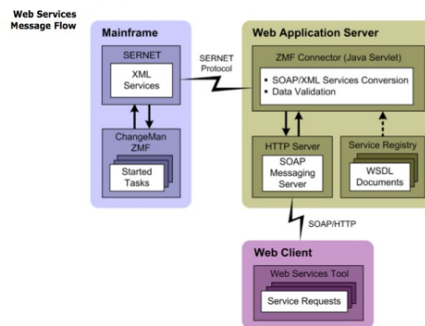 Web Services
Message Flow
Mainframe
SERNET
XML
Services
ChangeMan
ZMF
Started
Tasks
SERNET
Protocol
Web Application Server
ZMF Connector (Java Servlet)
• SOAP/XML Services Conversion
• Data Validation
HTTP Server
SOAP
Messaging
Server
Service Registry
WSDL
Documents
SOAP/HTTP
Web Client
Web Services Tool
Service Requests